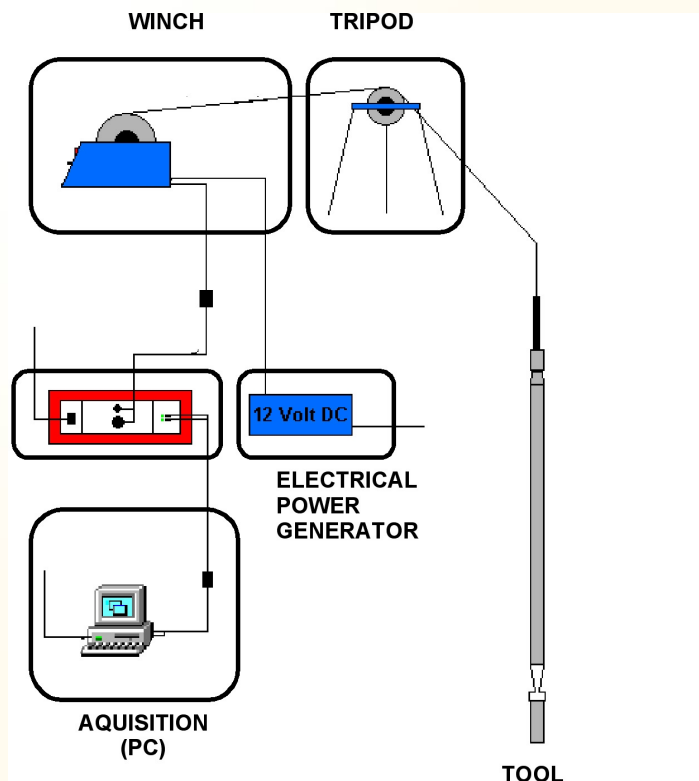 WINCH
TRIPOD
12 Volt DC
ELECTRICAL
POWER
GENERATOR
AQUISITION
(PC)
TOOL